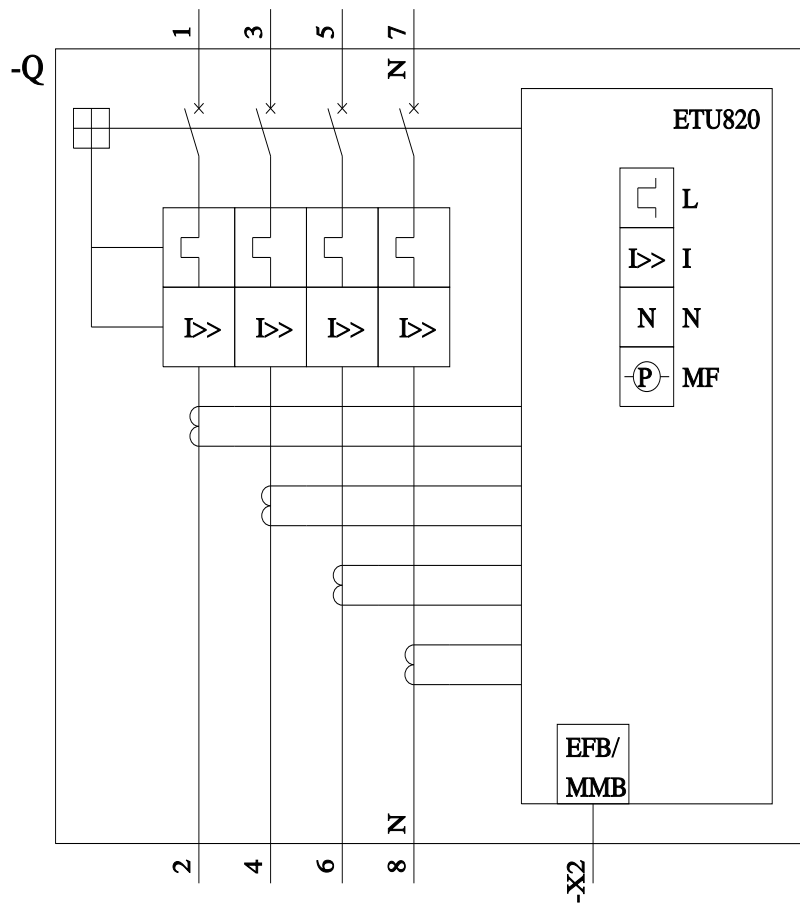 1 3 5 7
-Q
N
ETU820
L
I>> I
N N
P MF
I>> I>> I>> I>>
EFB/
MMB
N
2 4 6 8
-X2